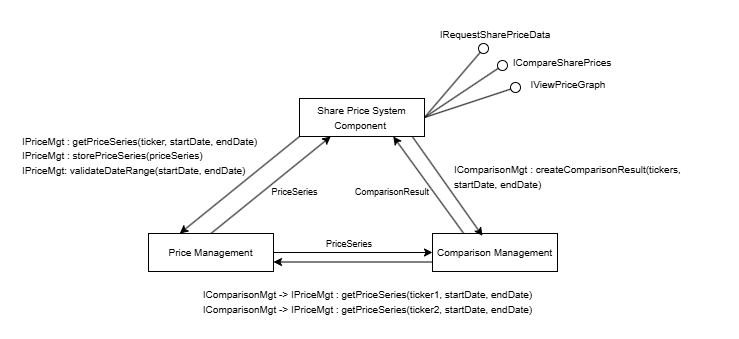 IRequestSharePriceData
ICompareSharePrices
IViewPriceGraph
Share Price System
Component
IPriceMgt : getPriceSeries(ticker, startDate, endDate)
IPriceMgt : storePriceSeries(priceSeries)
IPriceMgt: validateDateRange(startDate, endDate)
IComparisonMgt : createComparisonResult(tickers,
startDate, endDate)
PriceSeries
ComparisonResult
Price Management
PriceSeries
Comparison Management
IComparisonMgt -> IPriceMgt : getPriceSeries(ticker1, startDate, endDate)
IComparisonMgt -> IPriceMgt : getPriceSeries(ticker2, startDate, endDate)